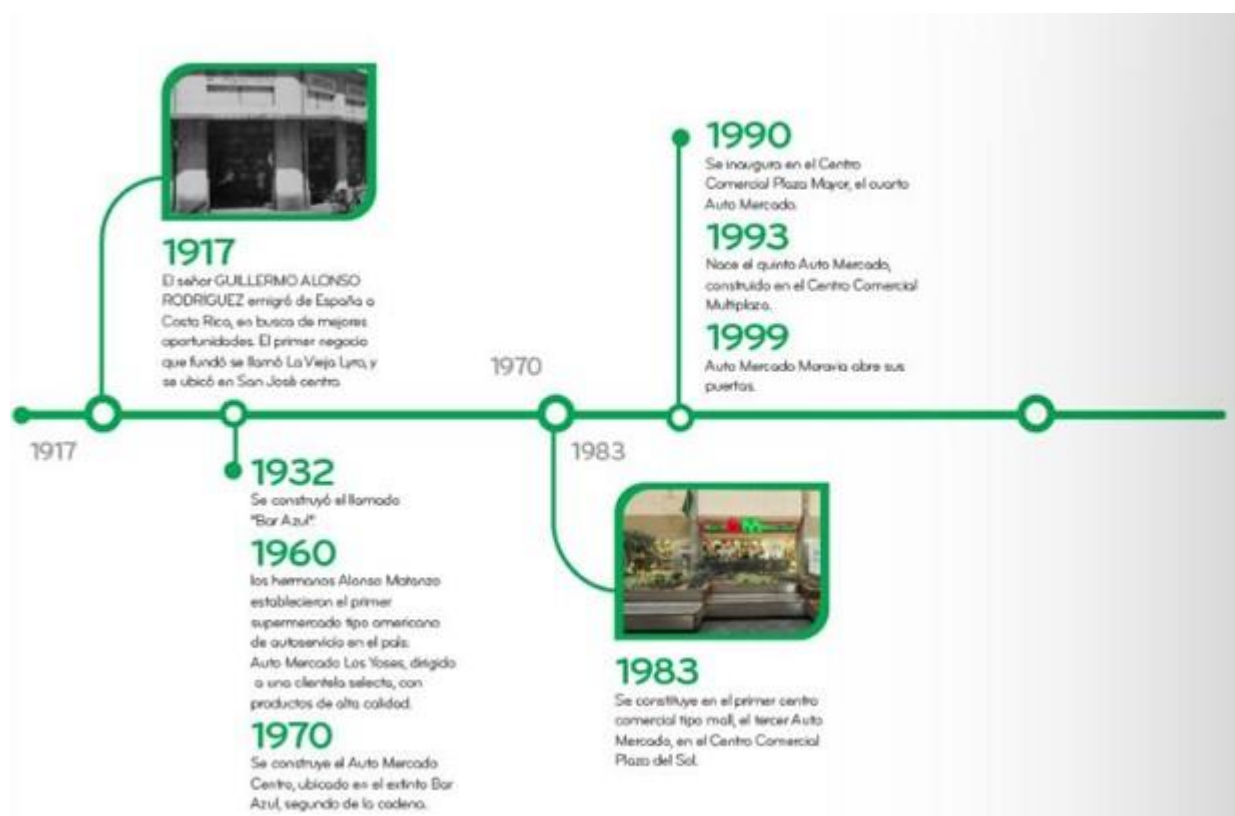 1917
El señor GUILLERMO ALONSO
RODRIGUEZ emigró de España a
Costa Rica, en busca de mejores
oportunidades. El primer negocio
que fundó se llamó La Vieja Lyra, y
se ubicó en San José centro
1917
1932
Se construyó el llamado
"Bar Azul".
1960
los hermanos Alonso Matanzo
establecieron el primer
supermercado tipo americano
de autoservicio en el país:
Auto Mercado Los Yoses, dirigido
a una clientela selecta, con
productos de alta calidad.
1970
Se construye el Auto Mercado
Centro, ubicado en el extinto Bar
Azul, segundo de la cadena.
1970
1983
1983
Se constituye en el primer centro
comercial tipo mall, el tercer Auto
Mercado, en el Centro Comercial
Plaza del Sol.
1990
Se inaugura en el Centro
Comercial Plaza Mayor, el cuarto
Auto Mercado.
1993
Nace el quinto Auto Mercado,
construido en el Centro Comercial
Multiplaza.
1999
Auto Mercado Moravia abre sus
puertas.